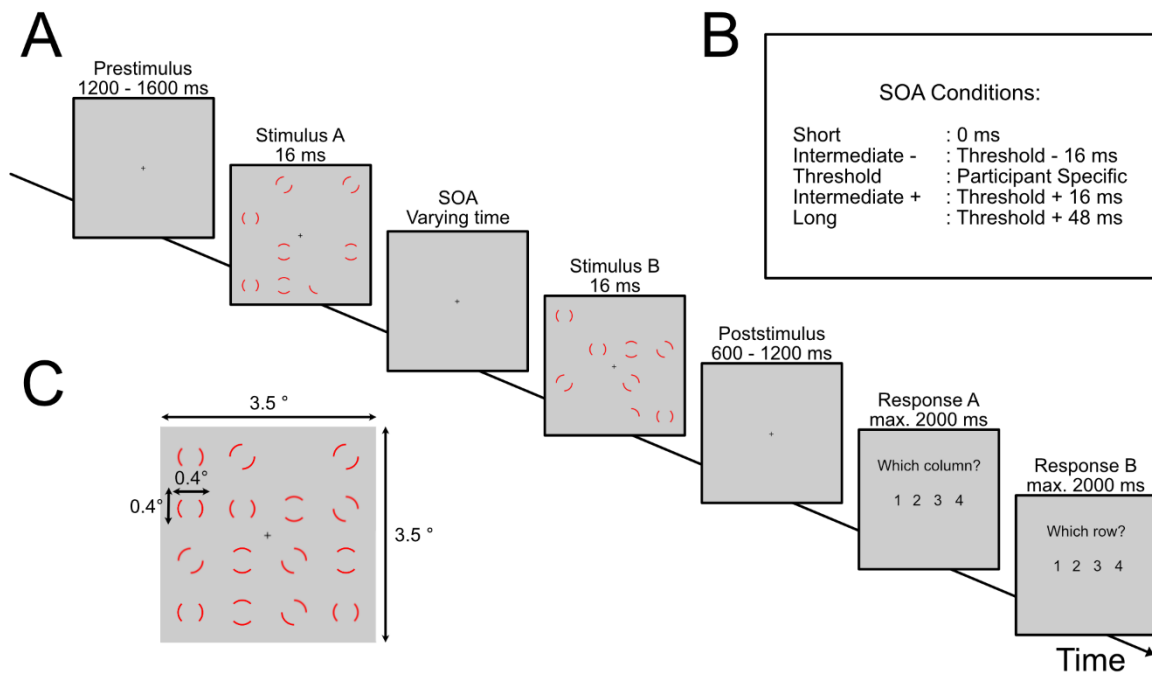 A
Prestimulus
1200 - 1600 ms
Stimulus A
16 ms
SOA
Varying time
Stimulus B
16 ms
Poststimulus
600 - 1200 ms
Response A
max. 2000 ms
Which column?
1 2 3 4
Response B
max. 2000 ms
Which row?
1 2 3 4
Time
B
SOA Conditions:
Short : 0 ms
Intermediate - : Threshold - 16 ms
Threshold : Participant Specific
Intermediate + : Threshold + 16 ms
Long : Threshold + 48 ms
C
3.5 °
0.4°
0.4°
3.5 °